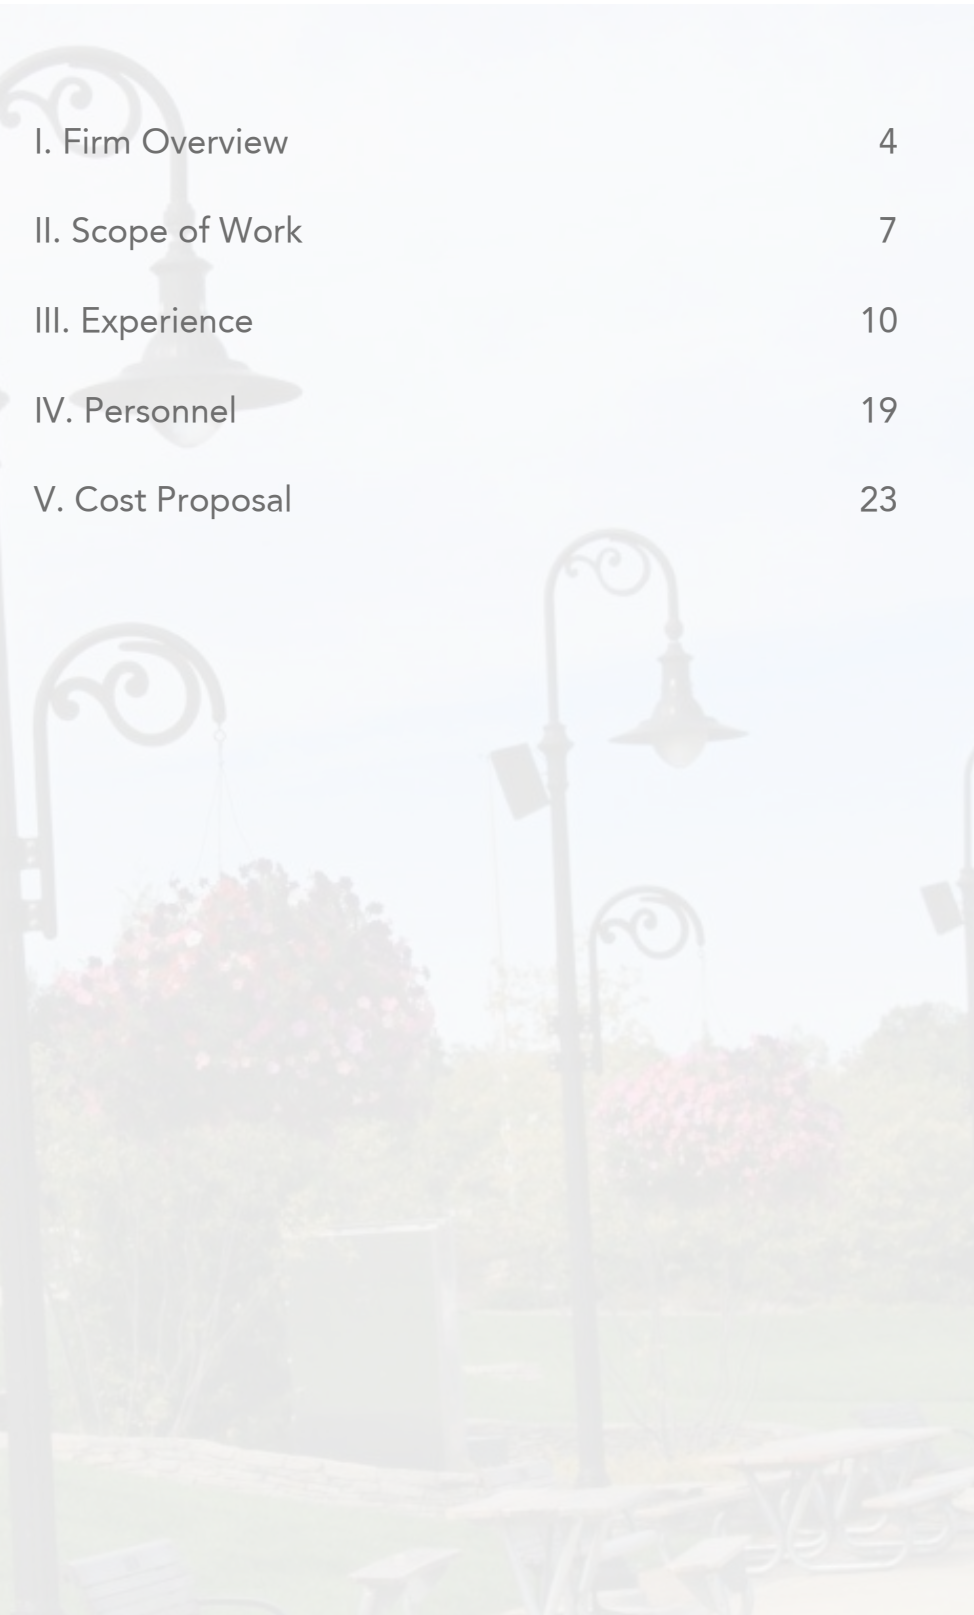 I. Firm Overview 4
II. Scope of Work 7
III. Experience 10
IV. Personnel 19
V. Cost Proposal 23